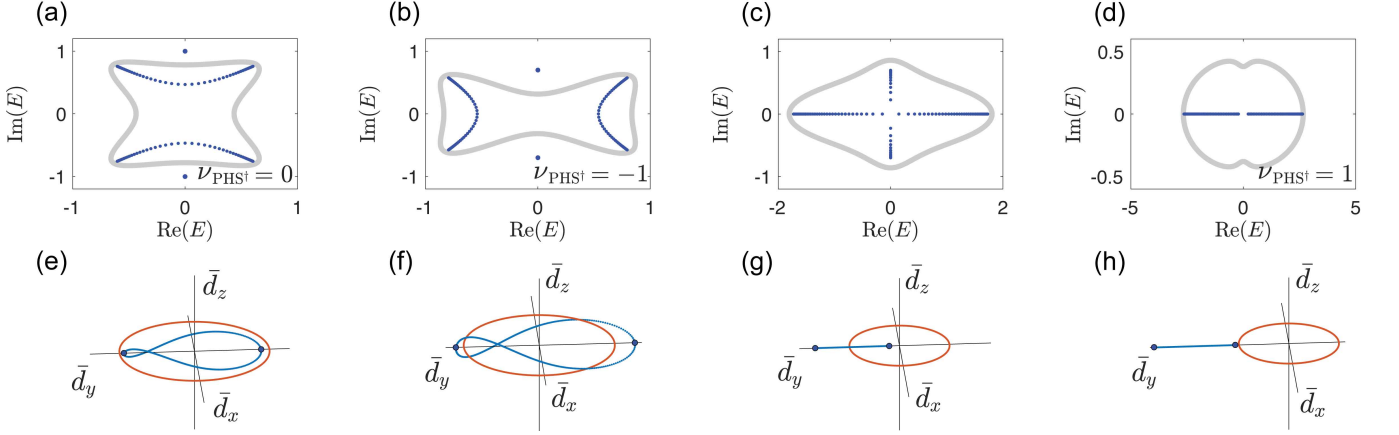 (a) (b) (c) (d)
1 1 1 0.5
Im(E) 0 Im(E) 0 Im(E) 0 Im(E) 0
-1 ν_PHS† = 0 -1 ν_PHS† = −1 -1 -0.5 ν_PHS† = 1
-1 0 1 -1 0 1 -2 0 2 -5 0 5
Re(E) Re(E) Re(E) Re(E)
(e) (f) (g) (h)
d̄_z d̄_z d̄_z d̄_z
d̄_y d̄_y d̄_y d̄_y
d̄_x d̄_x d̄_x d̄_x